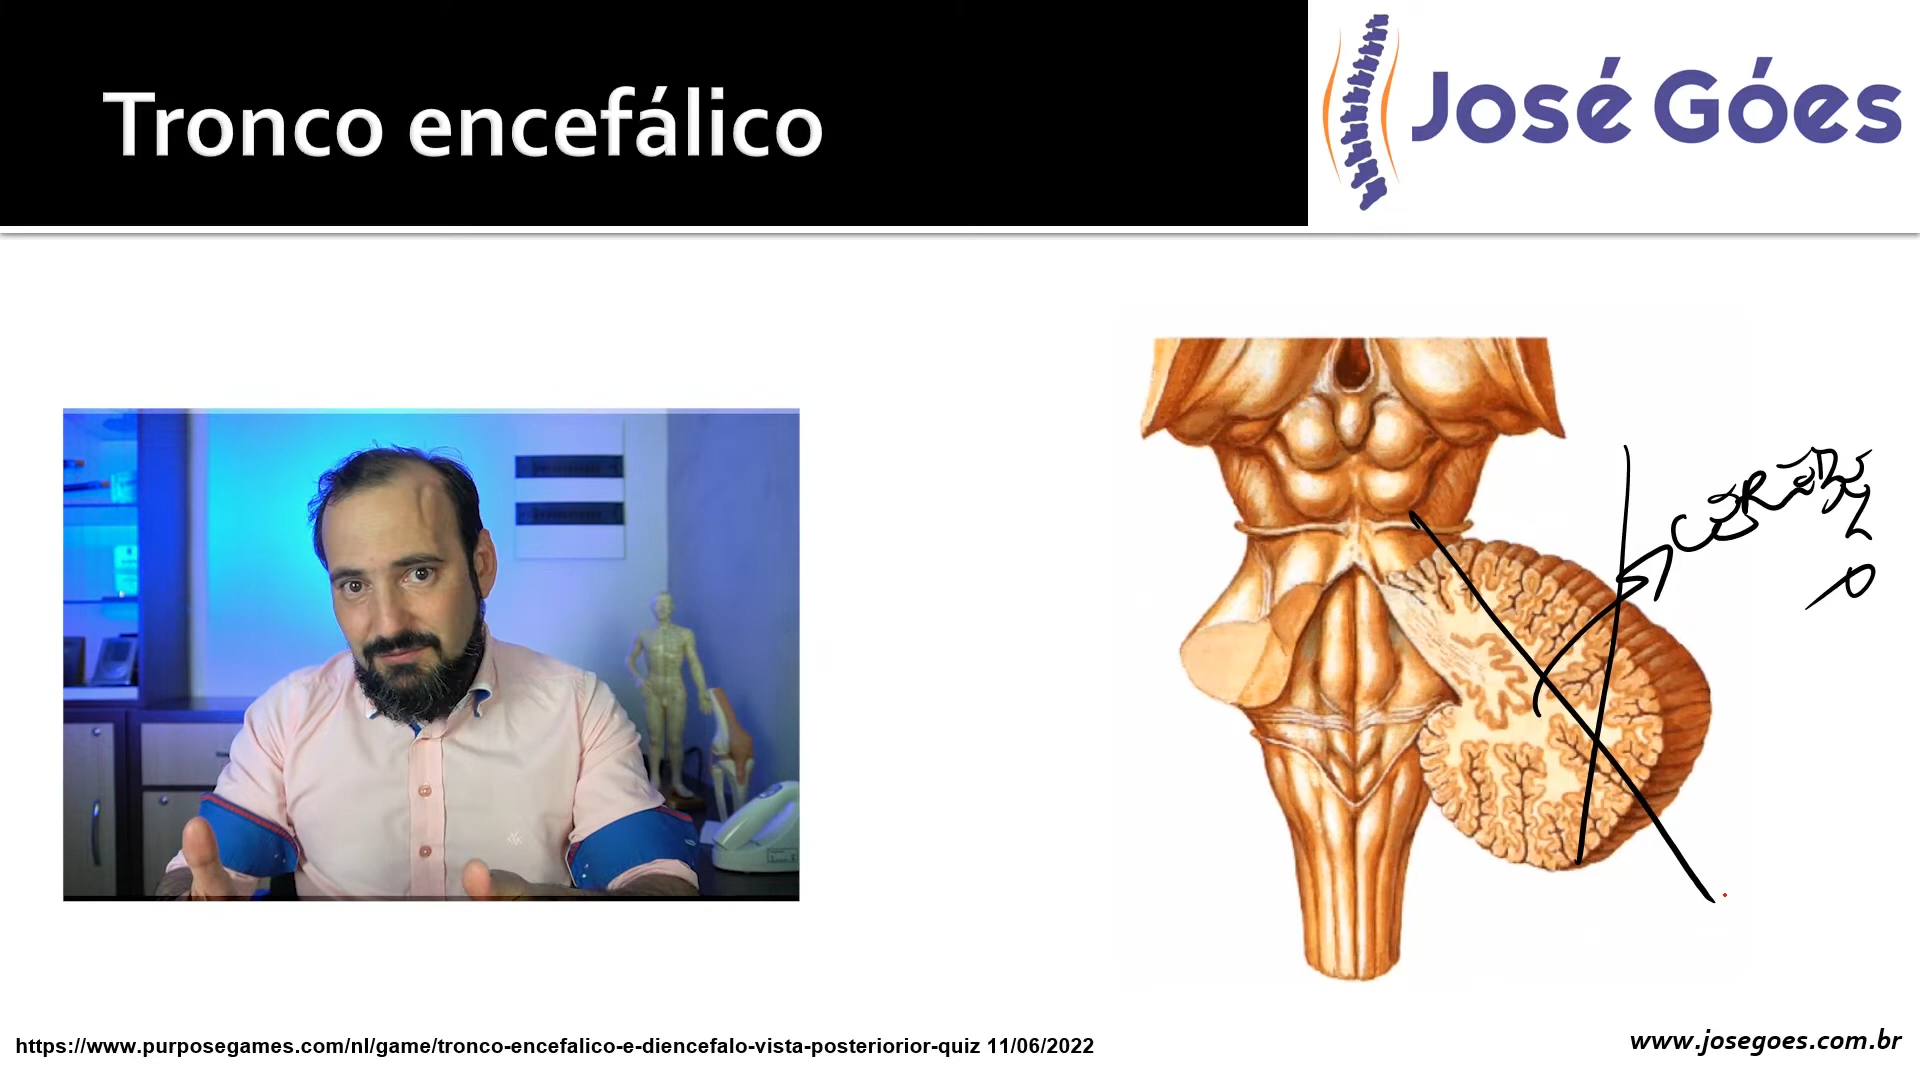 Tronco encefálico
José Góes
CEREBELO
https://www.purposegames.com/nl/game/tronco-encefalico-e-diencefalo-vista-posteriorior-quiz 11/06/2022
www.josegoes.com.br